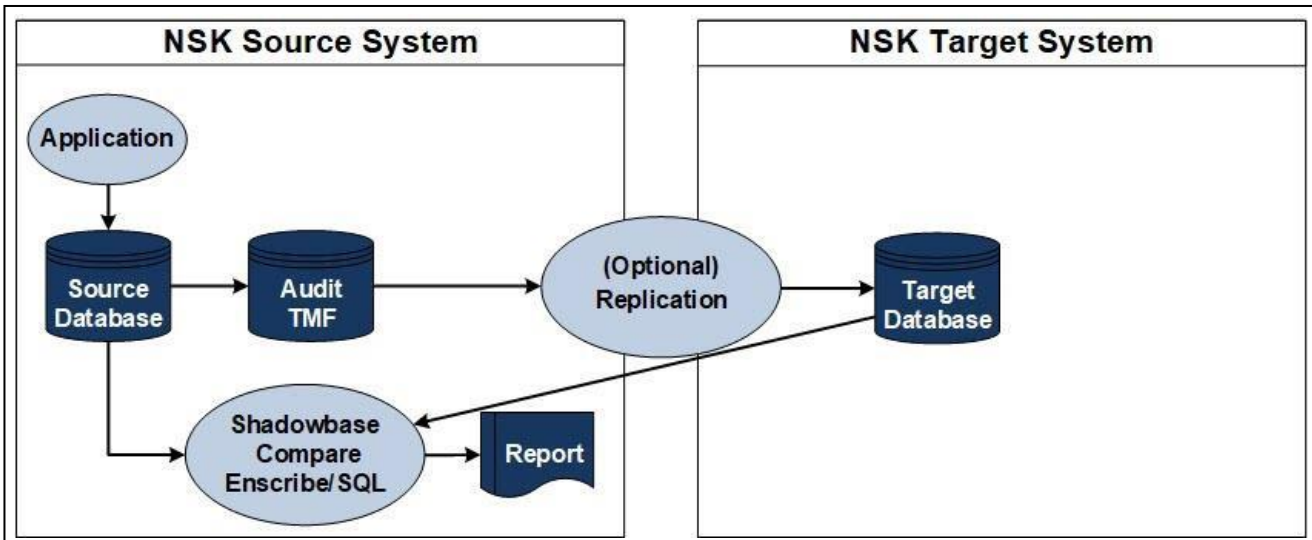 NSK Source System
NSK Target System
Application
Source
Database
Audit
TMF
(Optional)
Replication
Target
Database
Shadowbase
Compare
Enscribe/SQL
Report